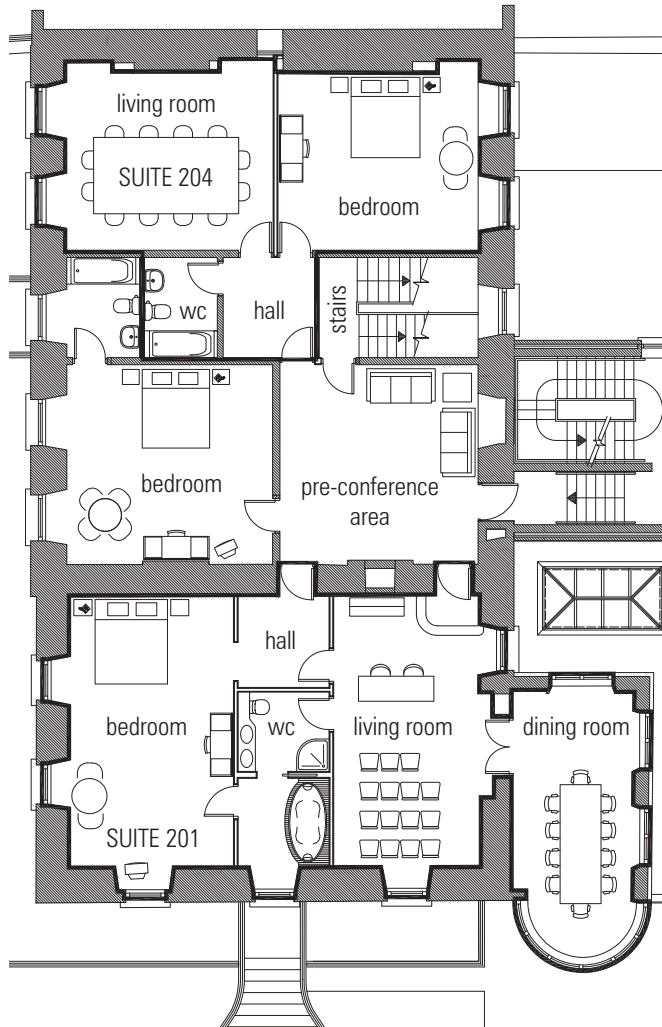 living room
SUITE 204
bedroom
wc
hall
stairs
bedroom
pre-conference
area
hall
bedroom
wc
living room
dining room
SUITE 201